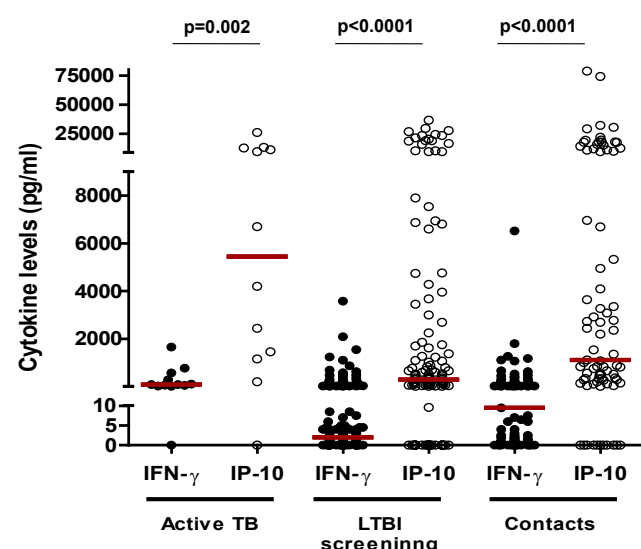 p=0.002 p<0.0001 p<0.0001
Cytokine levels (pg/ml)
75000
50000
25000
8000
6000
4000
2000
10
5
0
IFN-γ IP-10 IFN-γ IP-10 IFN-γ IP-10
Active TB LTBI Contacts
screeninng